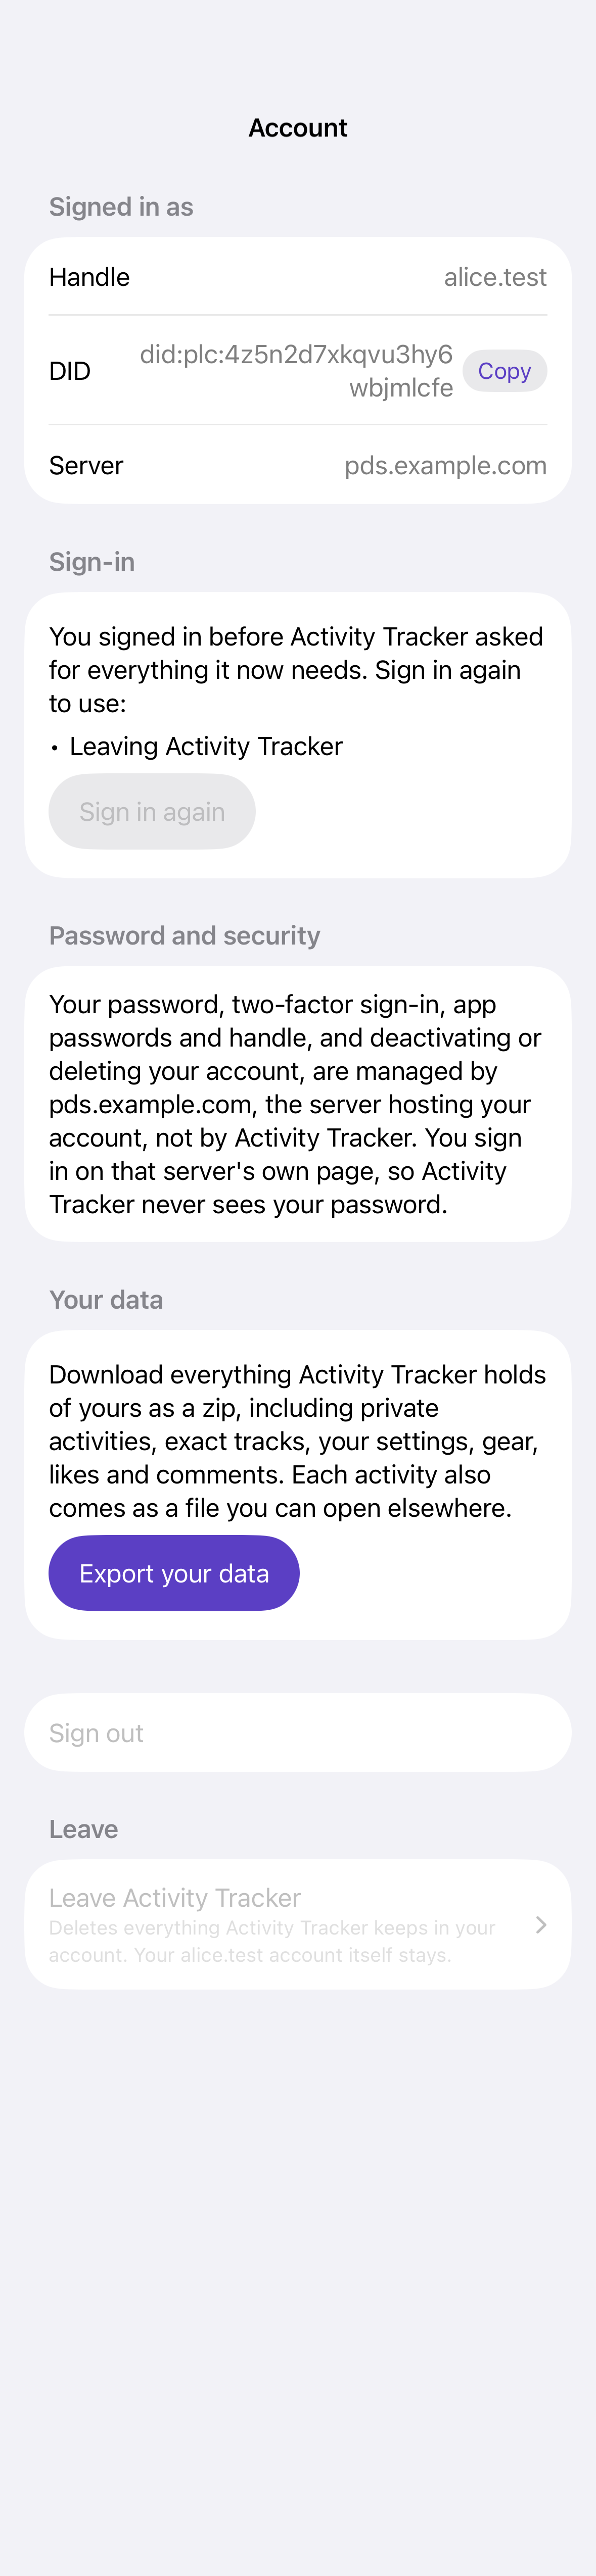 Account
Signed in as
Handle alice.test
DID did:plc:4z5n2d7xkqvu3hy6
wbjmlcfe Copy
Server pds.example.com
Sign-in
You signed in before Activity Tracker asked
for everything it now needs. Sign in again
to use:
• Leaving Activity Tracker
Sign in again
Password and security
Your password, two-factor sign-in, app
passwords and handle, and deactivating or
deleting your account, are managed by
pds.example.com, the server hosting your
account, not by Activity Tracker. You sign
in on that server's own page, so Activity
Tracker never sees your password.
Your data
Download everything Activity Tracker holds
of yours as a zip, including private
activities, exact tracks, your settings, gear,
likes and comments. Each activity also
comes as a file you can open elsewhere.
Export your data
Sign out
Leave
Leave Activity Tracker
Deletes everything Activity Tracker keeps in your
account. Your alice.test account itself stays.